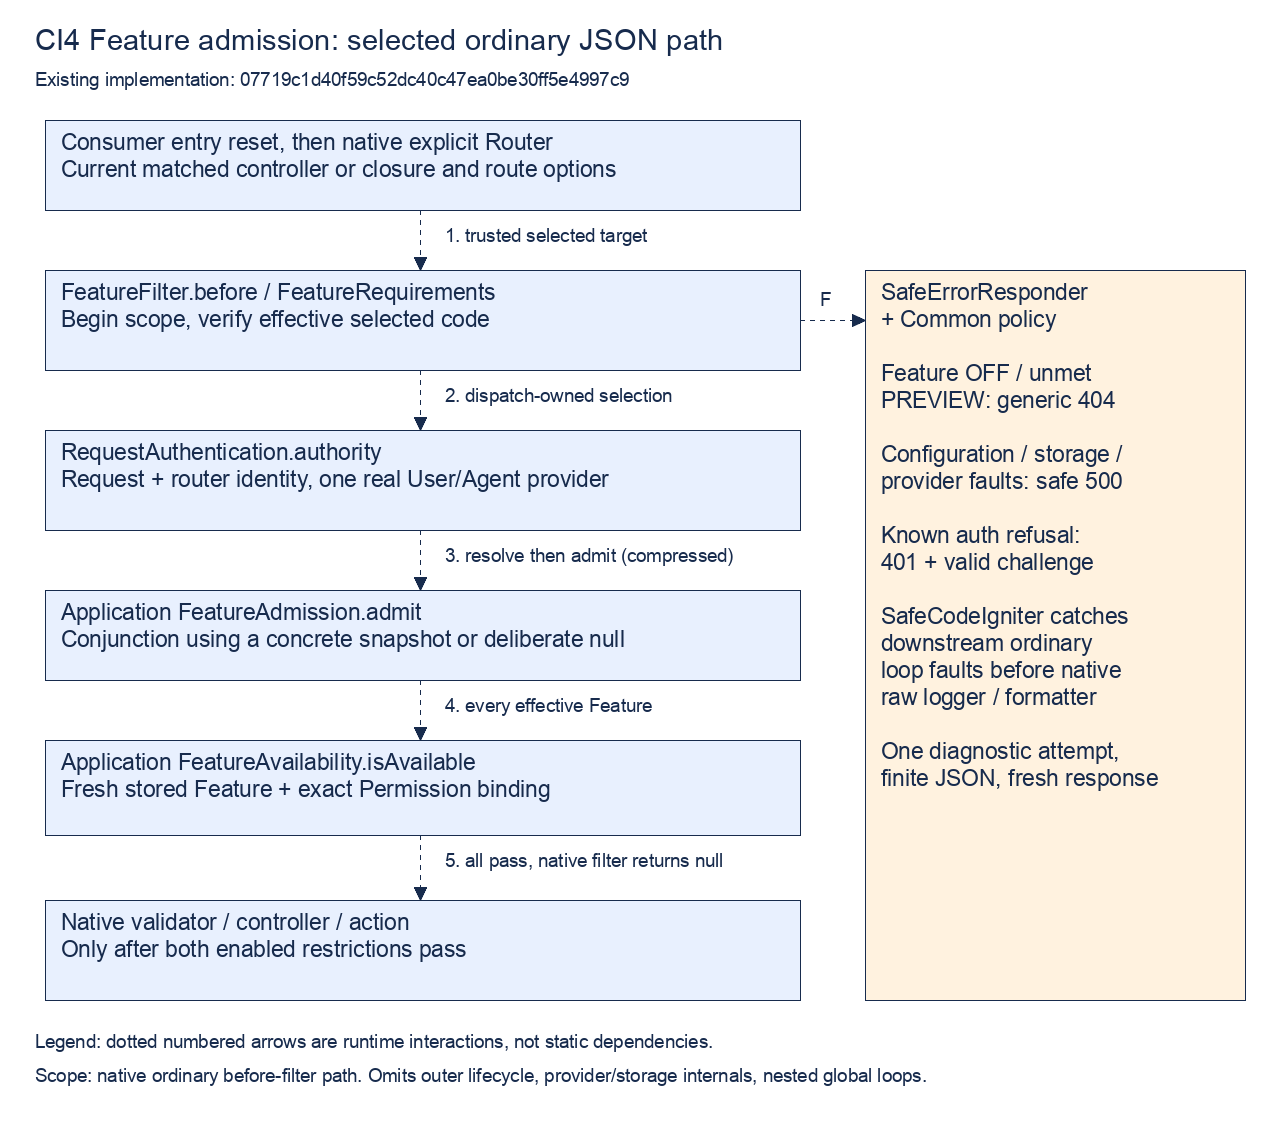 CI4 Feature admission: selected ordinary JSON path
Existing implementation: 07719c1d40f59c52dc40c47ea0be30ff5e4997c9
Consumer entry reset, then native explicit Router
Current matched controller or closure and route options
1. trusted selected target
FeatureFilter.before / FeatureRequirements
Begin scope, verify effective selected code
F
2. dispatch-owned selection
RequestAuthentication.authority
Request + router identity, one real User/Agent provider
3. resolve then admit (compressed)
Application FeatureAdmission.admit
Conjunction using a concrete snapshot or deliberate null
4. every effective Feature
Application FeatureAvailability.isAvailable
Fresh stored Feature + exact Permission binding
5. all pass, native filter returns null
Native validator / controller / action
Only after both enabled restrictions pass
SafeErrorResponder
+ Common policy
Feature OFF / unmet
PREVIEW: generic 404
Configuration / storage /
provider faults: safe 500
Known auth refusal:
401 + valid challenge
SafeCodeIgniter catches
downstream ordinary
loop faults before native
raw logger / formatter
One diagnostic attempt,
finite JSON, fresh response
Legend: dotted numbered arrows are runtime interactions, not static dependencies.
Scope: native ordinary before-filter path. Omits outer lifecycle, provider/storage internals, nested global loops.